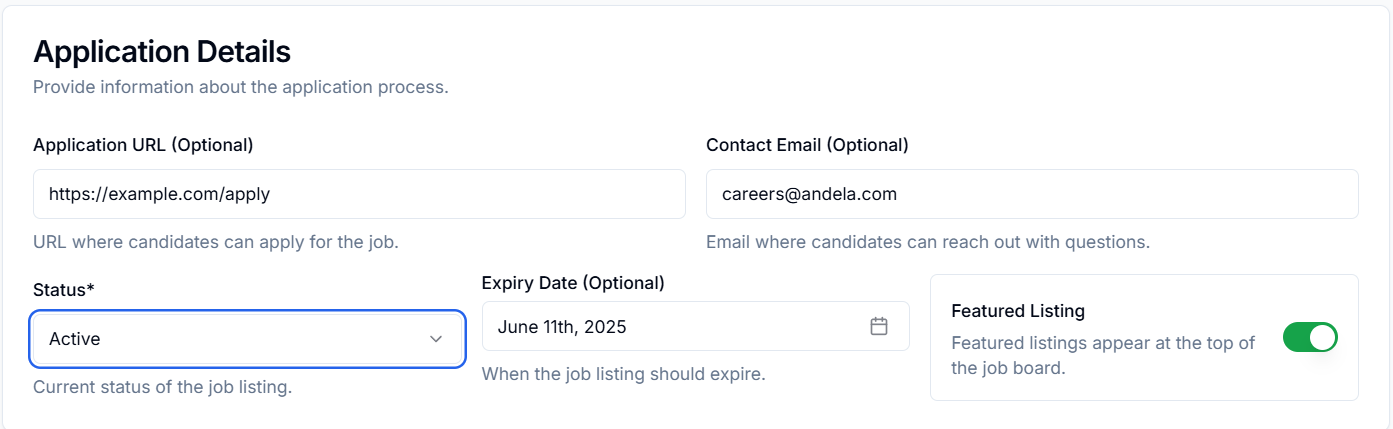 Application Details
Provide information about the application process.
Application URL (Optional)
https://example.com/apply
URL where candidates can apply for the job.
Contact Email (Optional)
careers@andela.com
Email where candidates can reach out with questions.
Status*
Active
Current status of the job listing.
Expiry Date (Optional)
June 11th, 2025
When the job listing should expire.
Featured Listing
Featured listings appear at the top of
the job board.